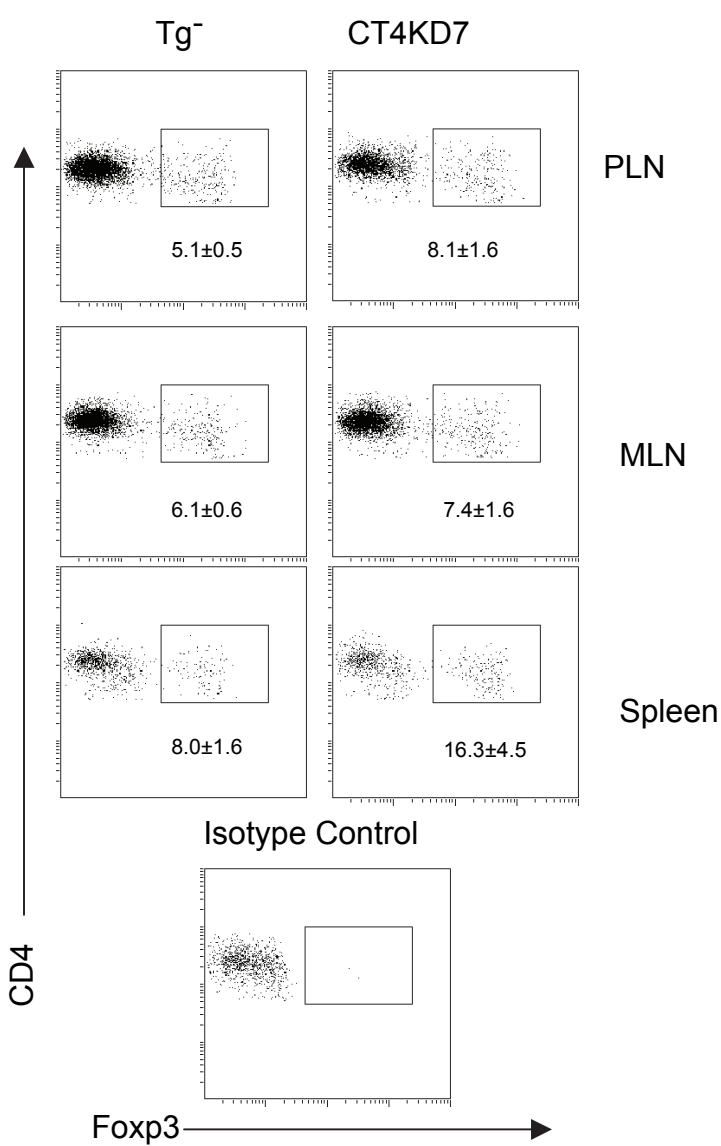 Tg⁻ CT4KD7
PLN
5.1±0.5 8.1±1.6
MLN
6.1±0.6 7.4±1.6
Spleen
8.0±1.6 16.3±4.5
Isotype Control
CD4
Foxp3